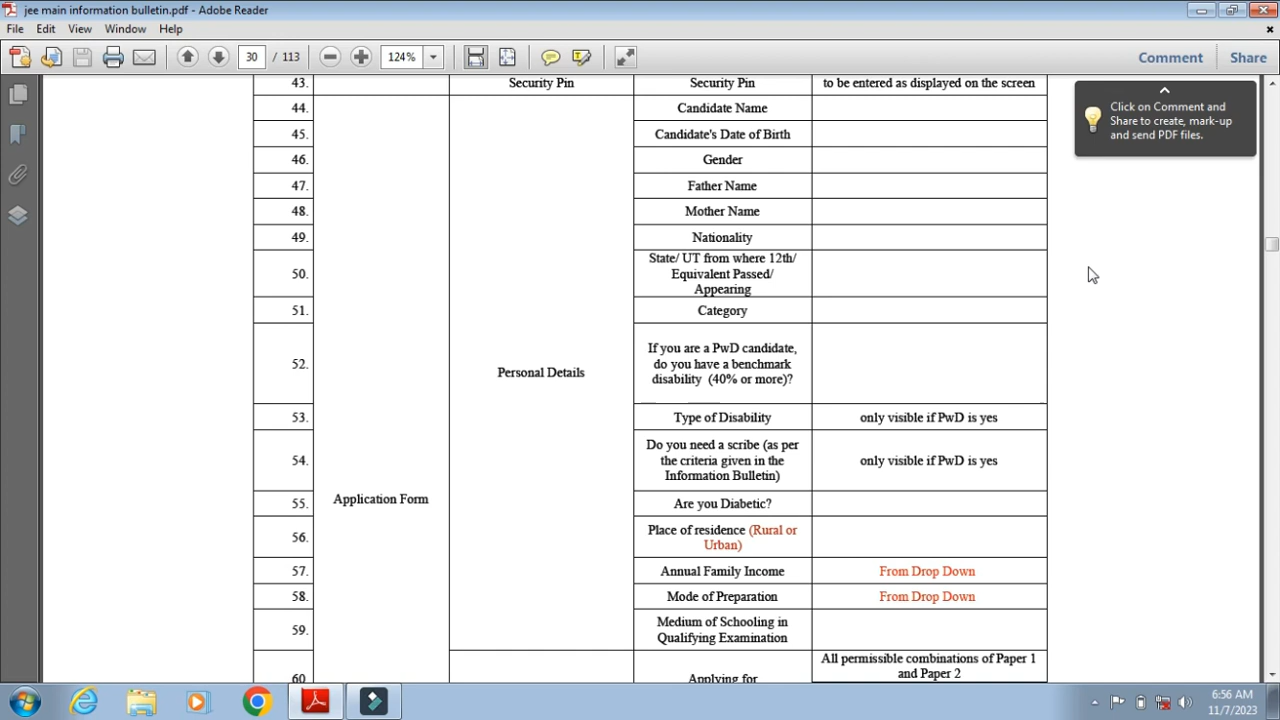 jee main information bulletin.pdf - Adobe Reader
File Edit View Window Help
30 / 113 124% Comment Share
Click on Comment and
Share to create, mark-up
and send PDF files.
43. Security Pin Security Pin to be entered as displayed on the screen
44. Candidate Name
45. Candidate's Date of Birth
46. Gender
47. Father Name
48. Mother Name
49. Nationality
50. State/ UT from where 12th/
Equivalent Passed/
Appearing
51. Category
52. If you are a PwD candidate,
do you have a benchmark
disability (40% or more)?
Personal Details
53. Type of Disability only visible if PwD is yes
54. Do you need a scribe (as per
the criteria given in the
Information Bulletin)
only visible if PwD is yes
Application Form
55. Are you Diabetic?
56. Place of residence (Rural or
Urban)
57. Annual Family Income From Drop Down
58. Mode of Preparation From Drop Down
59. Medium of Schooling in
Qualifying Examination
60. Applying for All permissible combinations of Paper 1
and Paper 2
6:56 AM
11/7/2023